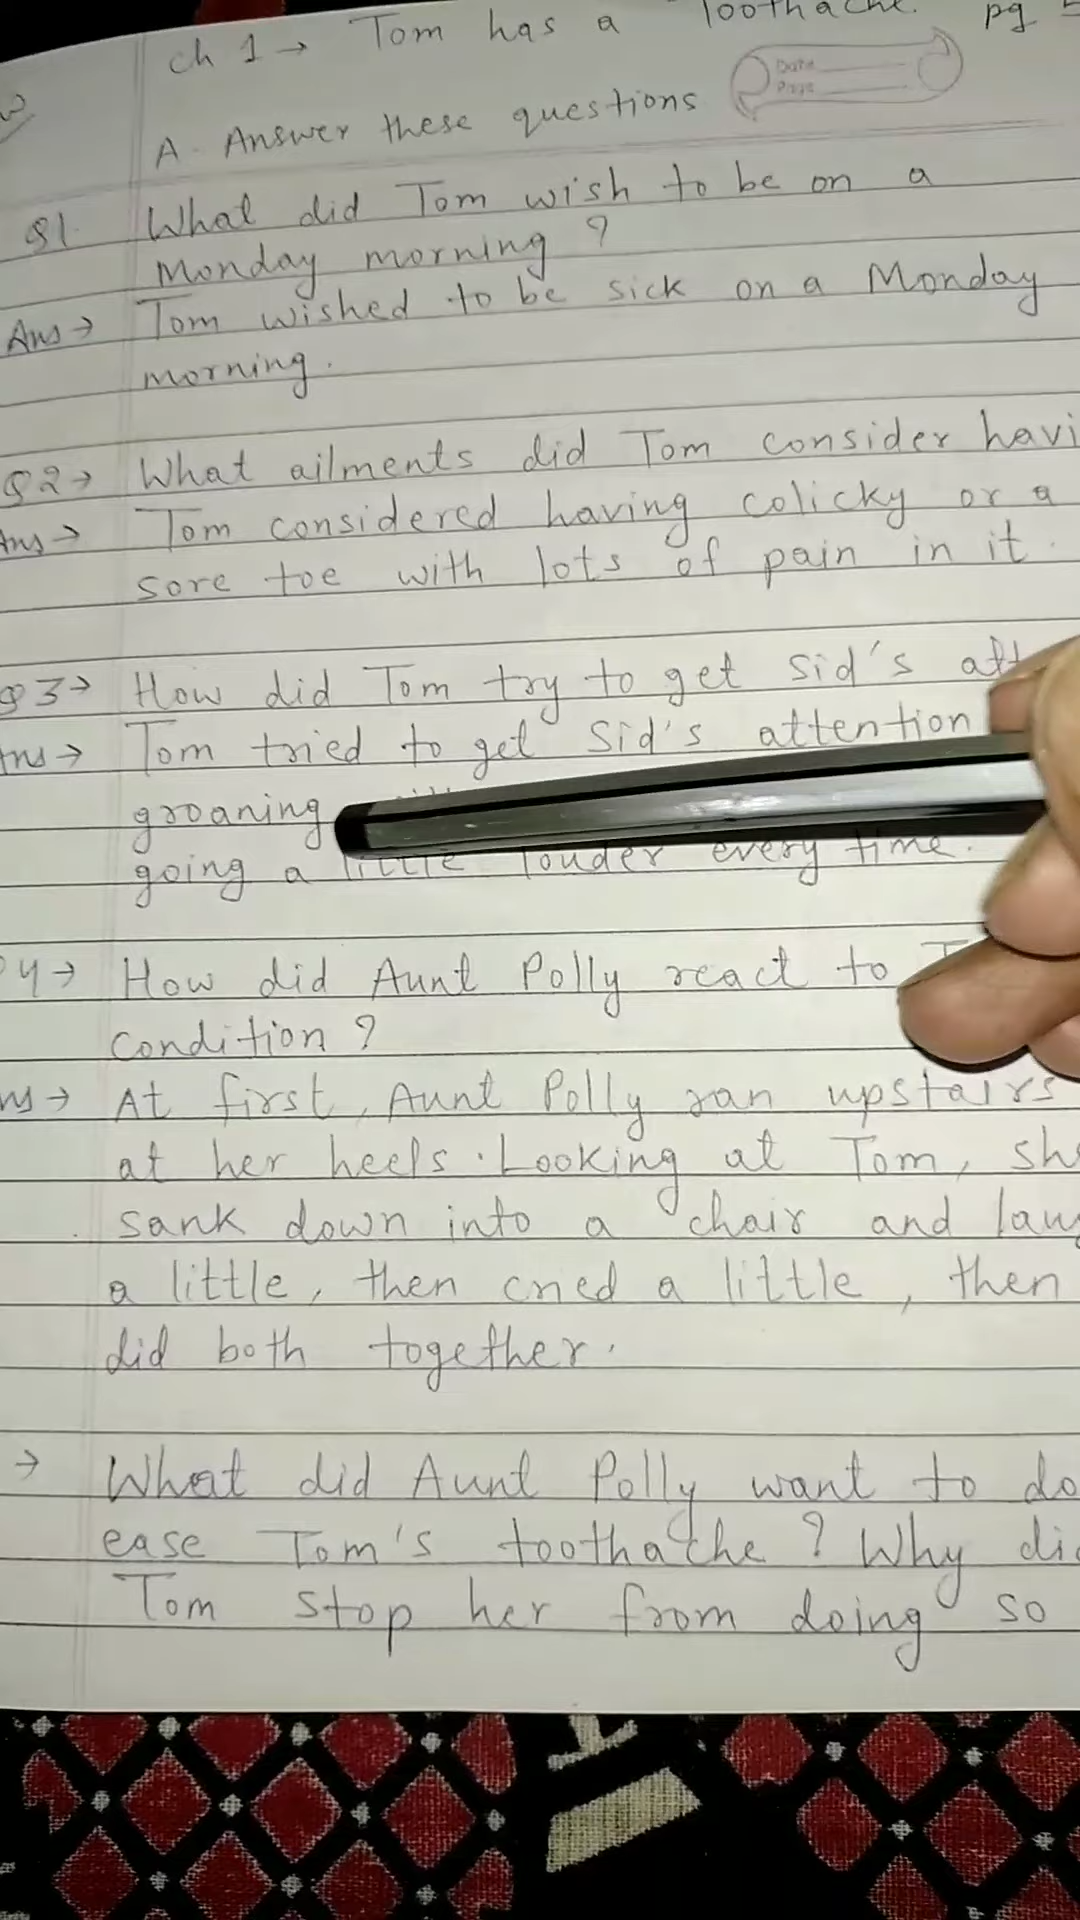 ch 1 → Tom has a Toothache. pg
Date
Page
A. Answer these questions
Q1. What did Tom wish to be on a
Monday morning ?
Ans → Tom wished to be sick on a Monday
morning.
Q2 → What ailments did Tom consider havi
Ans → Tom considered having colicky or a
sore toe with lots of pain in it.
Q3 → How did Tom try to get Sid's att
Ans → Tom tried to get Sid's attention
groaning
going a little louder every time.
Q4 → How did Aunt Polly react to
condition ?
Ans → At first, Aunt Polly ran upstairs
at her heels. Looking at Tom, she
sank down into a chair and lau
a little, then cried a little, then
did both together.
→ What did Aunt Polly want to do
ease Tom's toothache ? Why di
Tom stop her from doing so